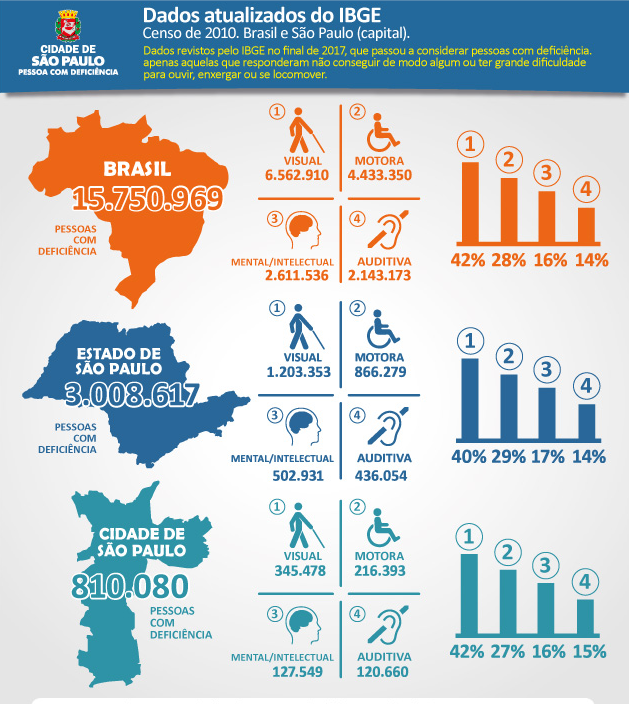 CIDADE DE
SÃO PAULO
PESSOA COM DEFICIÊNCIA
Dados atualizados do IBGE
Censo de 2010. Brasil e São Paulo (capital).
Dados revistos pelo IBGE no final de 2017, que passou a considerar pessoas com deficiência.
apenas aquelas que responderam não conseguir de modo algum ou ter grande dificuldade
para ouvir, enxergar ou se locomover.
BRASIL
15.750.969
PESSOAS
COM
DEFICIÊNCIA
1
VISUAL
6.562.910
2
MOTORA
4.433.350
3
MENTAL/INTELECTUAL
2.611.536
4
AUDITIVA
2.143.173
1 2 3 4
42% 28% 16% 14%
ESTADO DE
SÃO PAULO
3.008.617
PESSOAS
COM
DEFICIÊNCIA
1
VISUAL
1.203.353
2
MOTORA
866.279
3
MENTAL/INTELECTUAL
502.931
4
AUDITIVA
436.054
1 2 3 4
40% 29% 17% 14%
CIDADE DE
SÃO PAULO
810.080
PESSOAS
COM
DEFICIÊNCIA
1
VISUAL
345.478
2
MOTORA
216.393
3
MENTAL/INTELECTUAL
127.549
4
AUDITIVA
120.660
1 2 3 4
42% 27% 16% 15%